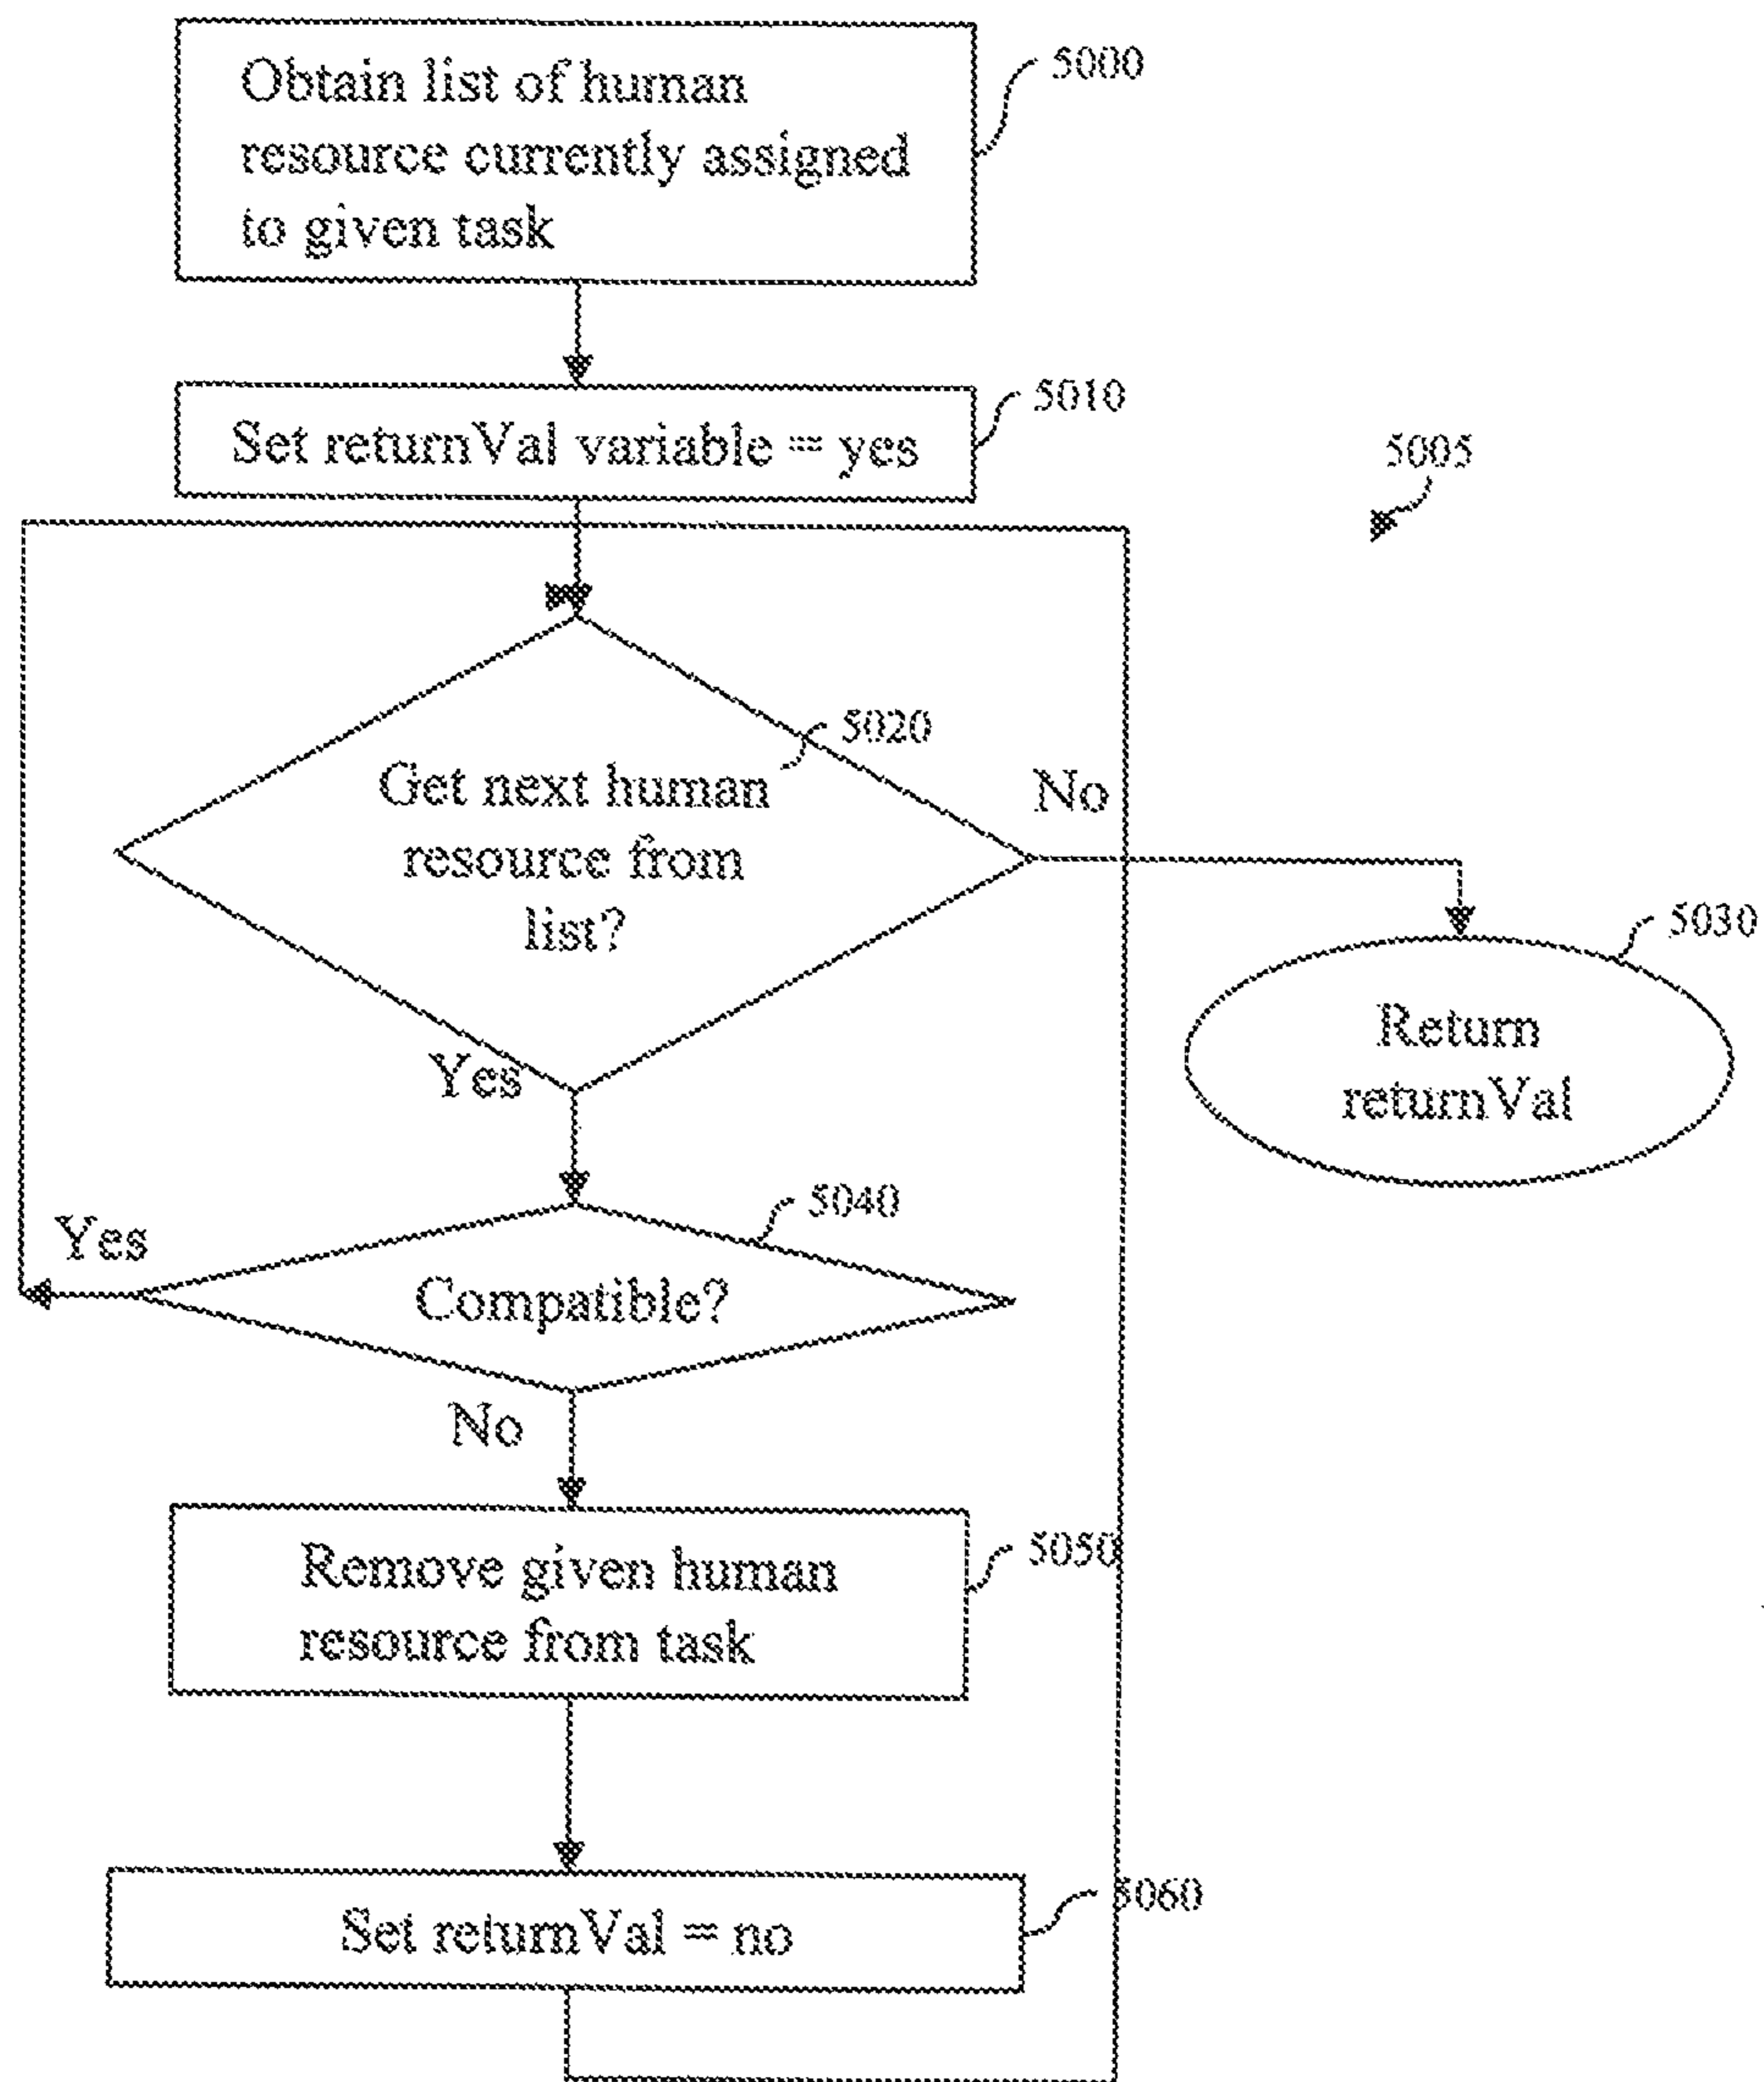 Obtain list of human
resource currently assigned
to given task
5000
Set returnVal variable = yes
5010
5005
Get next human
resource from
list?
5020
No
Yes
Return
returnVal
5030
Compatible?
5040
Yes
No
Remove given human
resource from task
5050
Set returnVal = no
5060